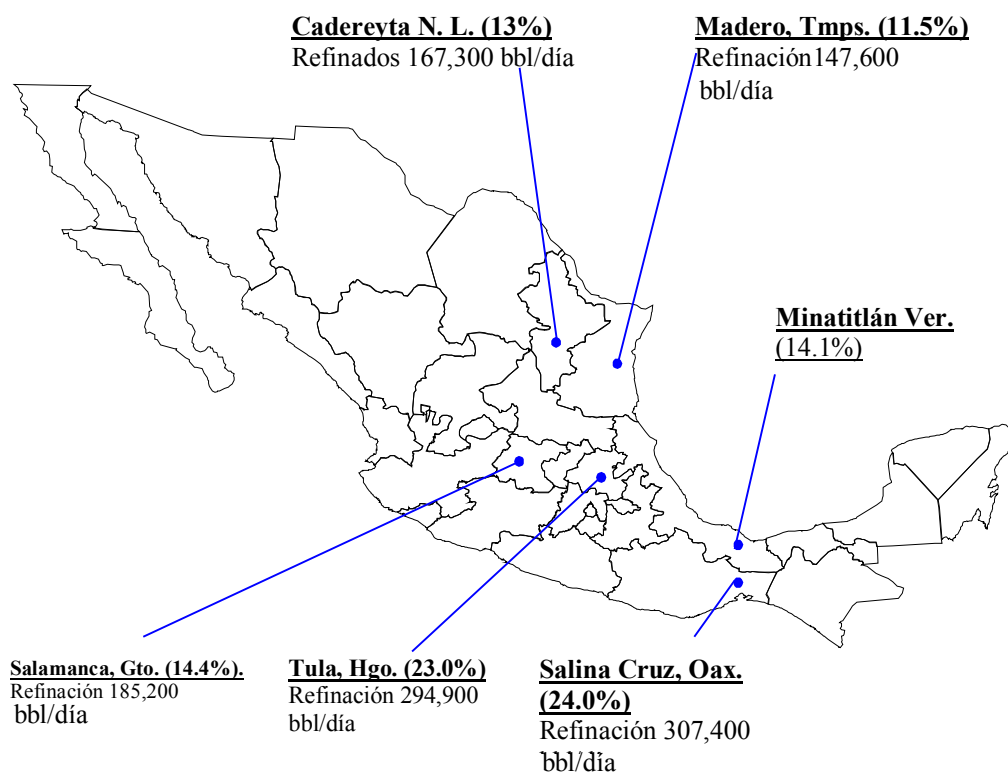 Cadereyta N. L. (13%)
Refinados 167,300 bbl/día
Madero, Tmps. (11.5%)
Refinación147,600
bbl/día
Minatitlán Ver.
(14.1%)
Salamanca, Gto. (14.4%).
Refinación 185,200
bbl/día
Tula, Hgo. (23.0%)
Refinación 294,900
bbl/día
Salina Cruz, Oax.
(24.0%)
Refinación 307,400
bbl/día